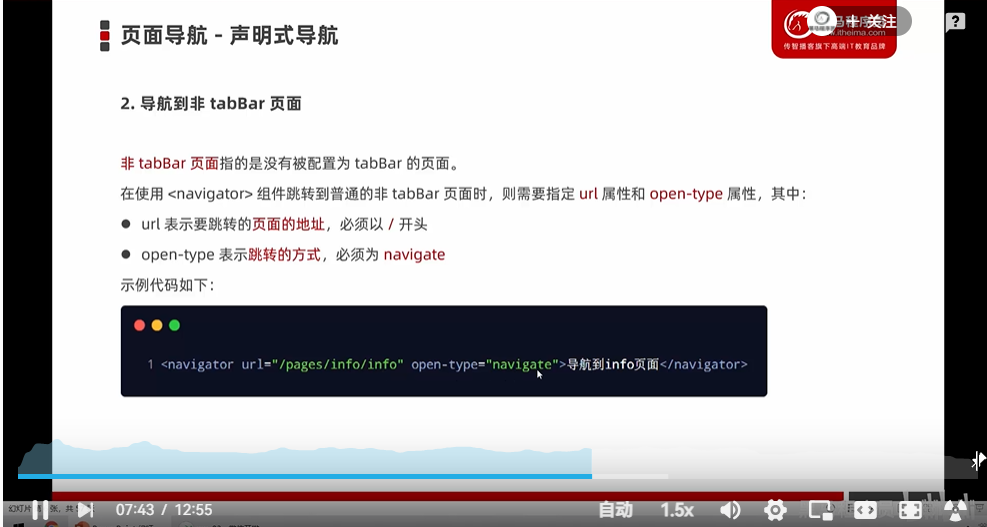 页面导航 - 声明式导航
+ 关注
www.itheima.com
传智播客旗下高端IT教育品牌
?
2. 导航到非 tabBar 页面
非 tabBar 页面指的是没有被配置为 tabBar 的页面。
在使用 <navigator> 组件跳转到普通的非 tabBar 页面时，则需要指定 url 属性和 open-type 属性，其中：
● url 表示要跳转的页面的地址，必须以 / 开头
● open-type 表示跳转的方式，必须为 navigate
示例代码如下：
1 <navigator url="/pages/info/info" open-type="navigate">导航到info页面</navigator>
07:43 / 12:55
自动
1.5x